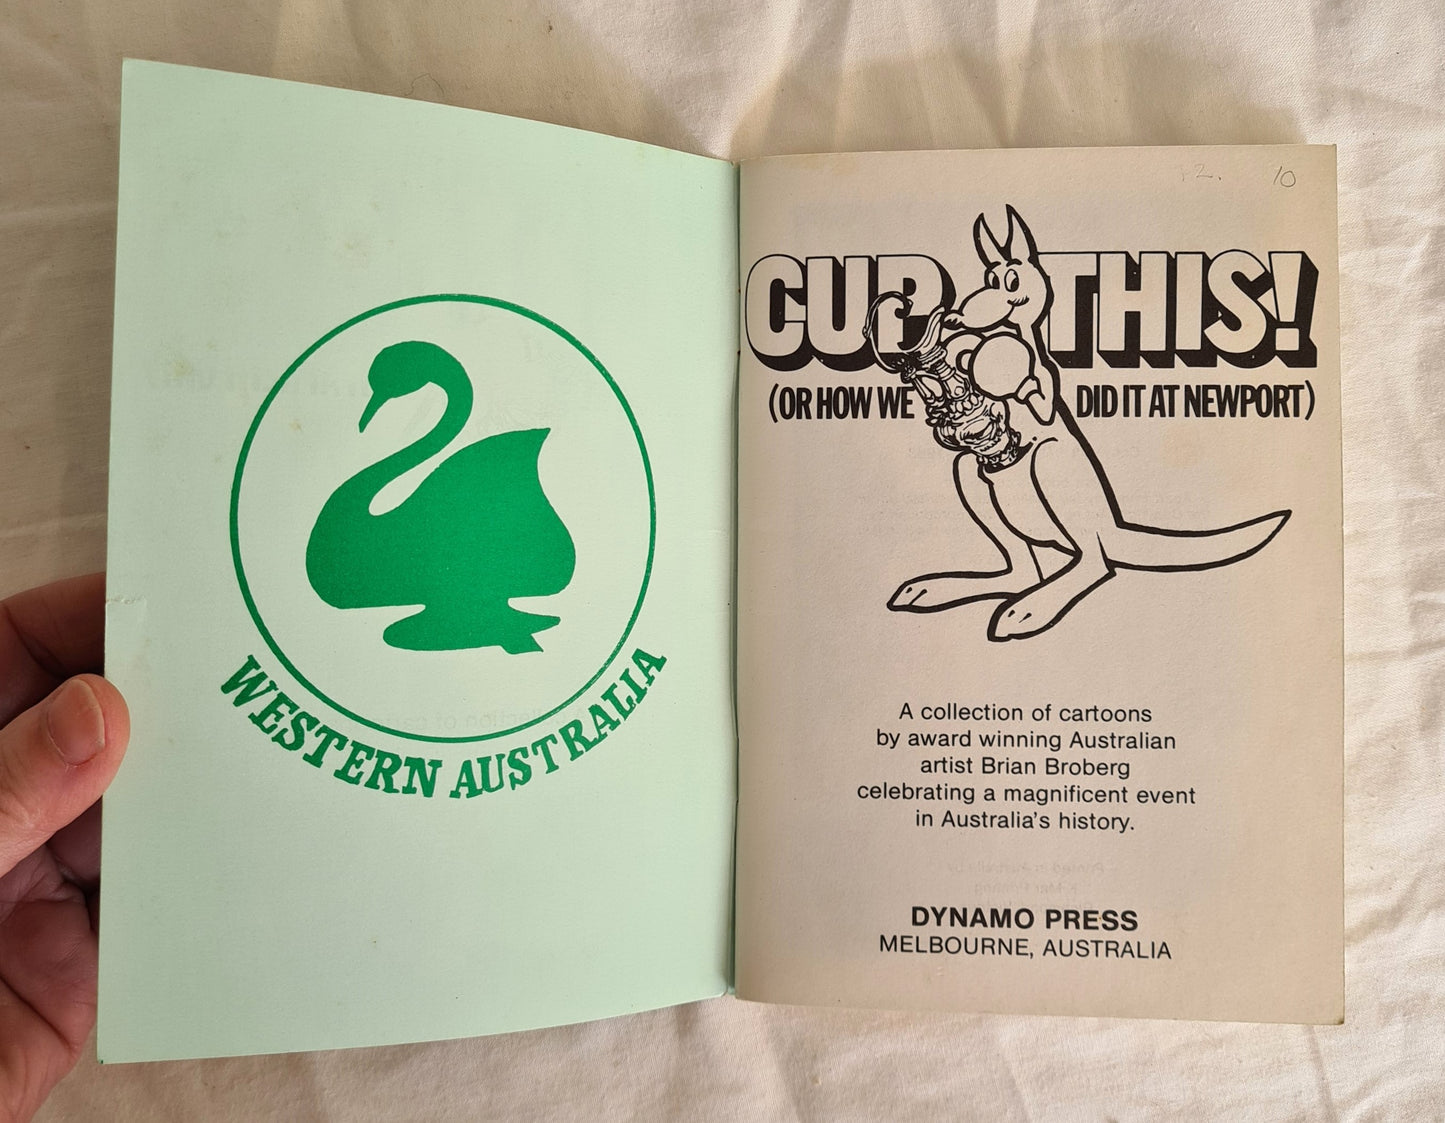 WESTERN AUSTRALIA
10
CUP THIS!
(OR HOW WE DID IT AT NEWPORT)
A collection of cartoons
by award winning Australian
artist Brian Broberg
celebrating a magnificent event
in Australia's history.
DYNAMO PRESS
MELBOURNE, AUSTRALIA